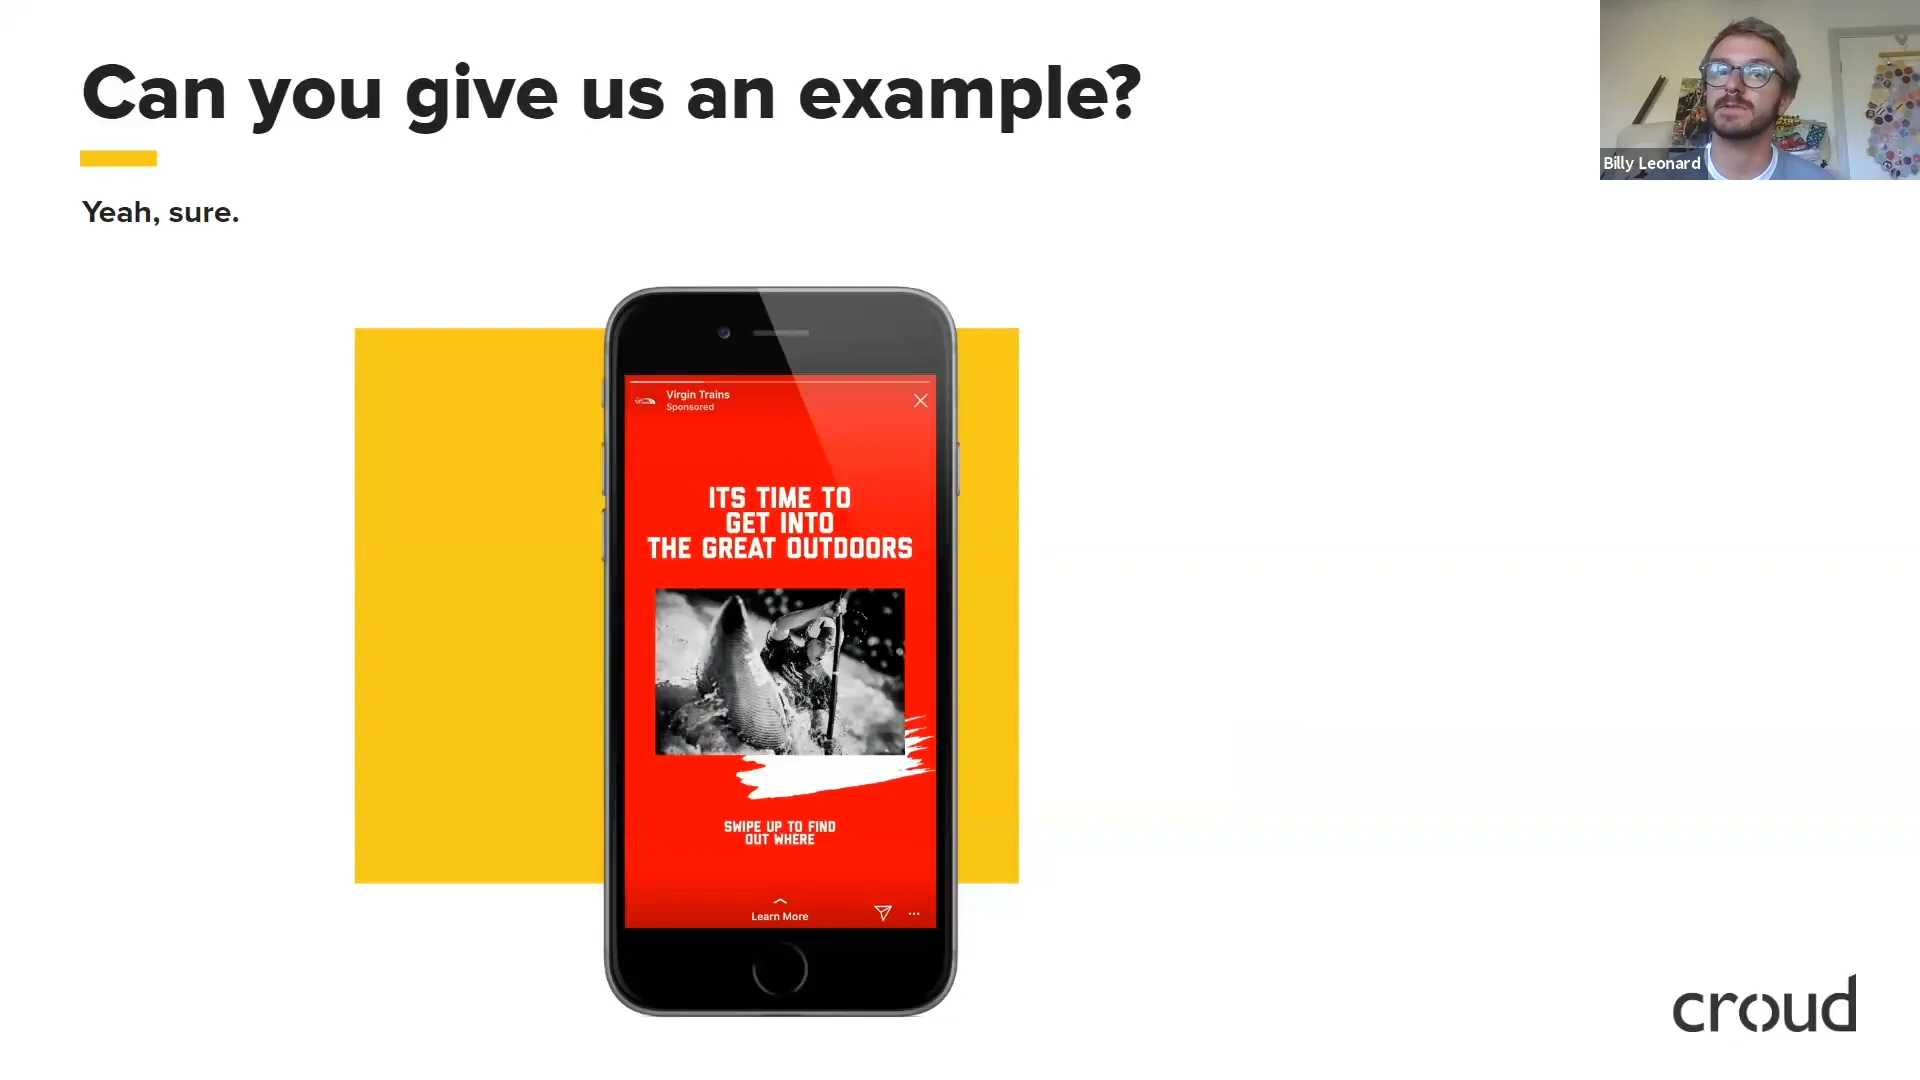 Can you give us an example?
Yeah, sure.
Billy Leonard
Virgin Trains
Sponsored
ITS TIME TO
GET INTO
THE GREAT OUTDOORS
SWIPE UP TO FIND
OUT WHERE
Learn More
croud